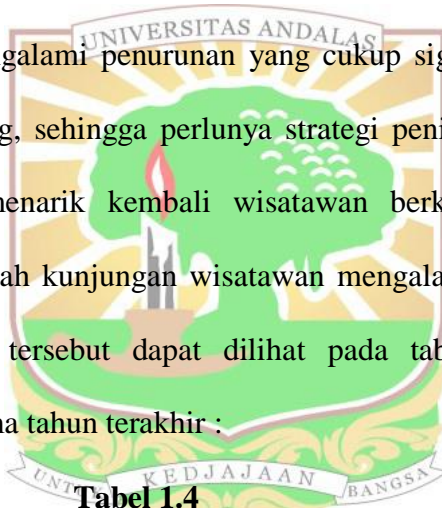 UNIVERSITAS ANDALAS
galami penurunan yang cukup sig
g, sehingga perlunya strategi peni
menarik kembali wisatawan berk
ah kunjungan wisatawan mengala
tersebut dapat dilihat pada tab
na tahun terakhir :
UNTUK KEDJAJAAN BANGSA
Tabel 1.4